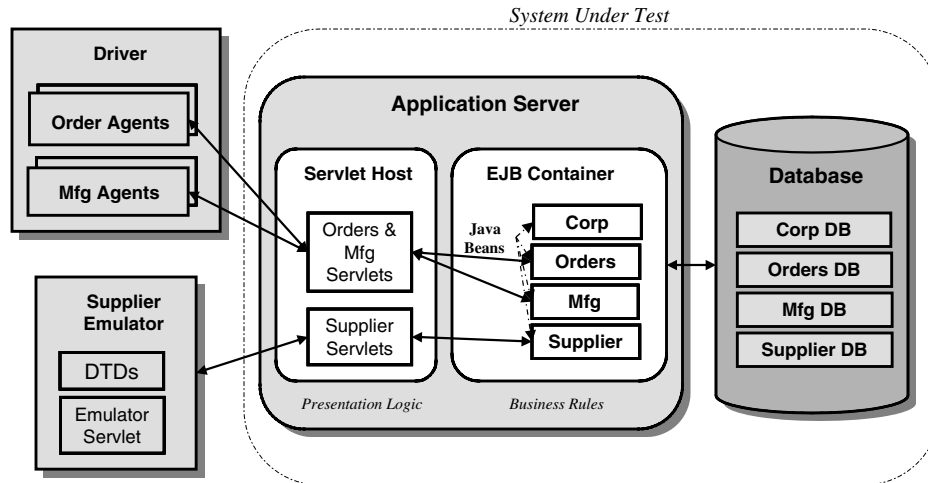 System Under Test
Driver
Order Agents
Mfg Agents
Supplier
Emulator
DTDs
Emulator
Servlet
Application Server
Servlet Host
Orders &
Mfg
Servlets
Supplier
Servlets
Presentation Logic
EJB Container
Java
Beans
Corp
Orders
Mfg
Supplier
Business Rules
Database
Corp DB
Orders DB
Mfg DB
Supplier DB